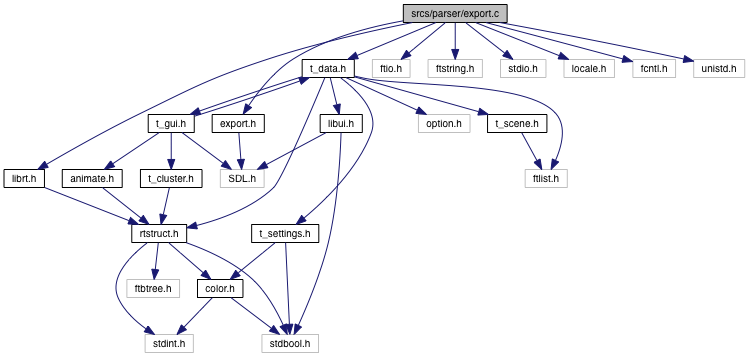 srcs/parser/export.c
t_data.h
ftio.h
ftstring.h
stdio.h
locale.h
fcntl.h
unistd.h
t_gui.h
export.h
libui.h
option.h
t_scene.h
librt.h
animate.h
t_cluster.h
SDL.h
ftlist.h
rtstruct.h
t_settings.h
ftbtree.h
color.h
stdint.h
stdbool.h